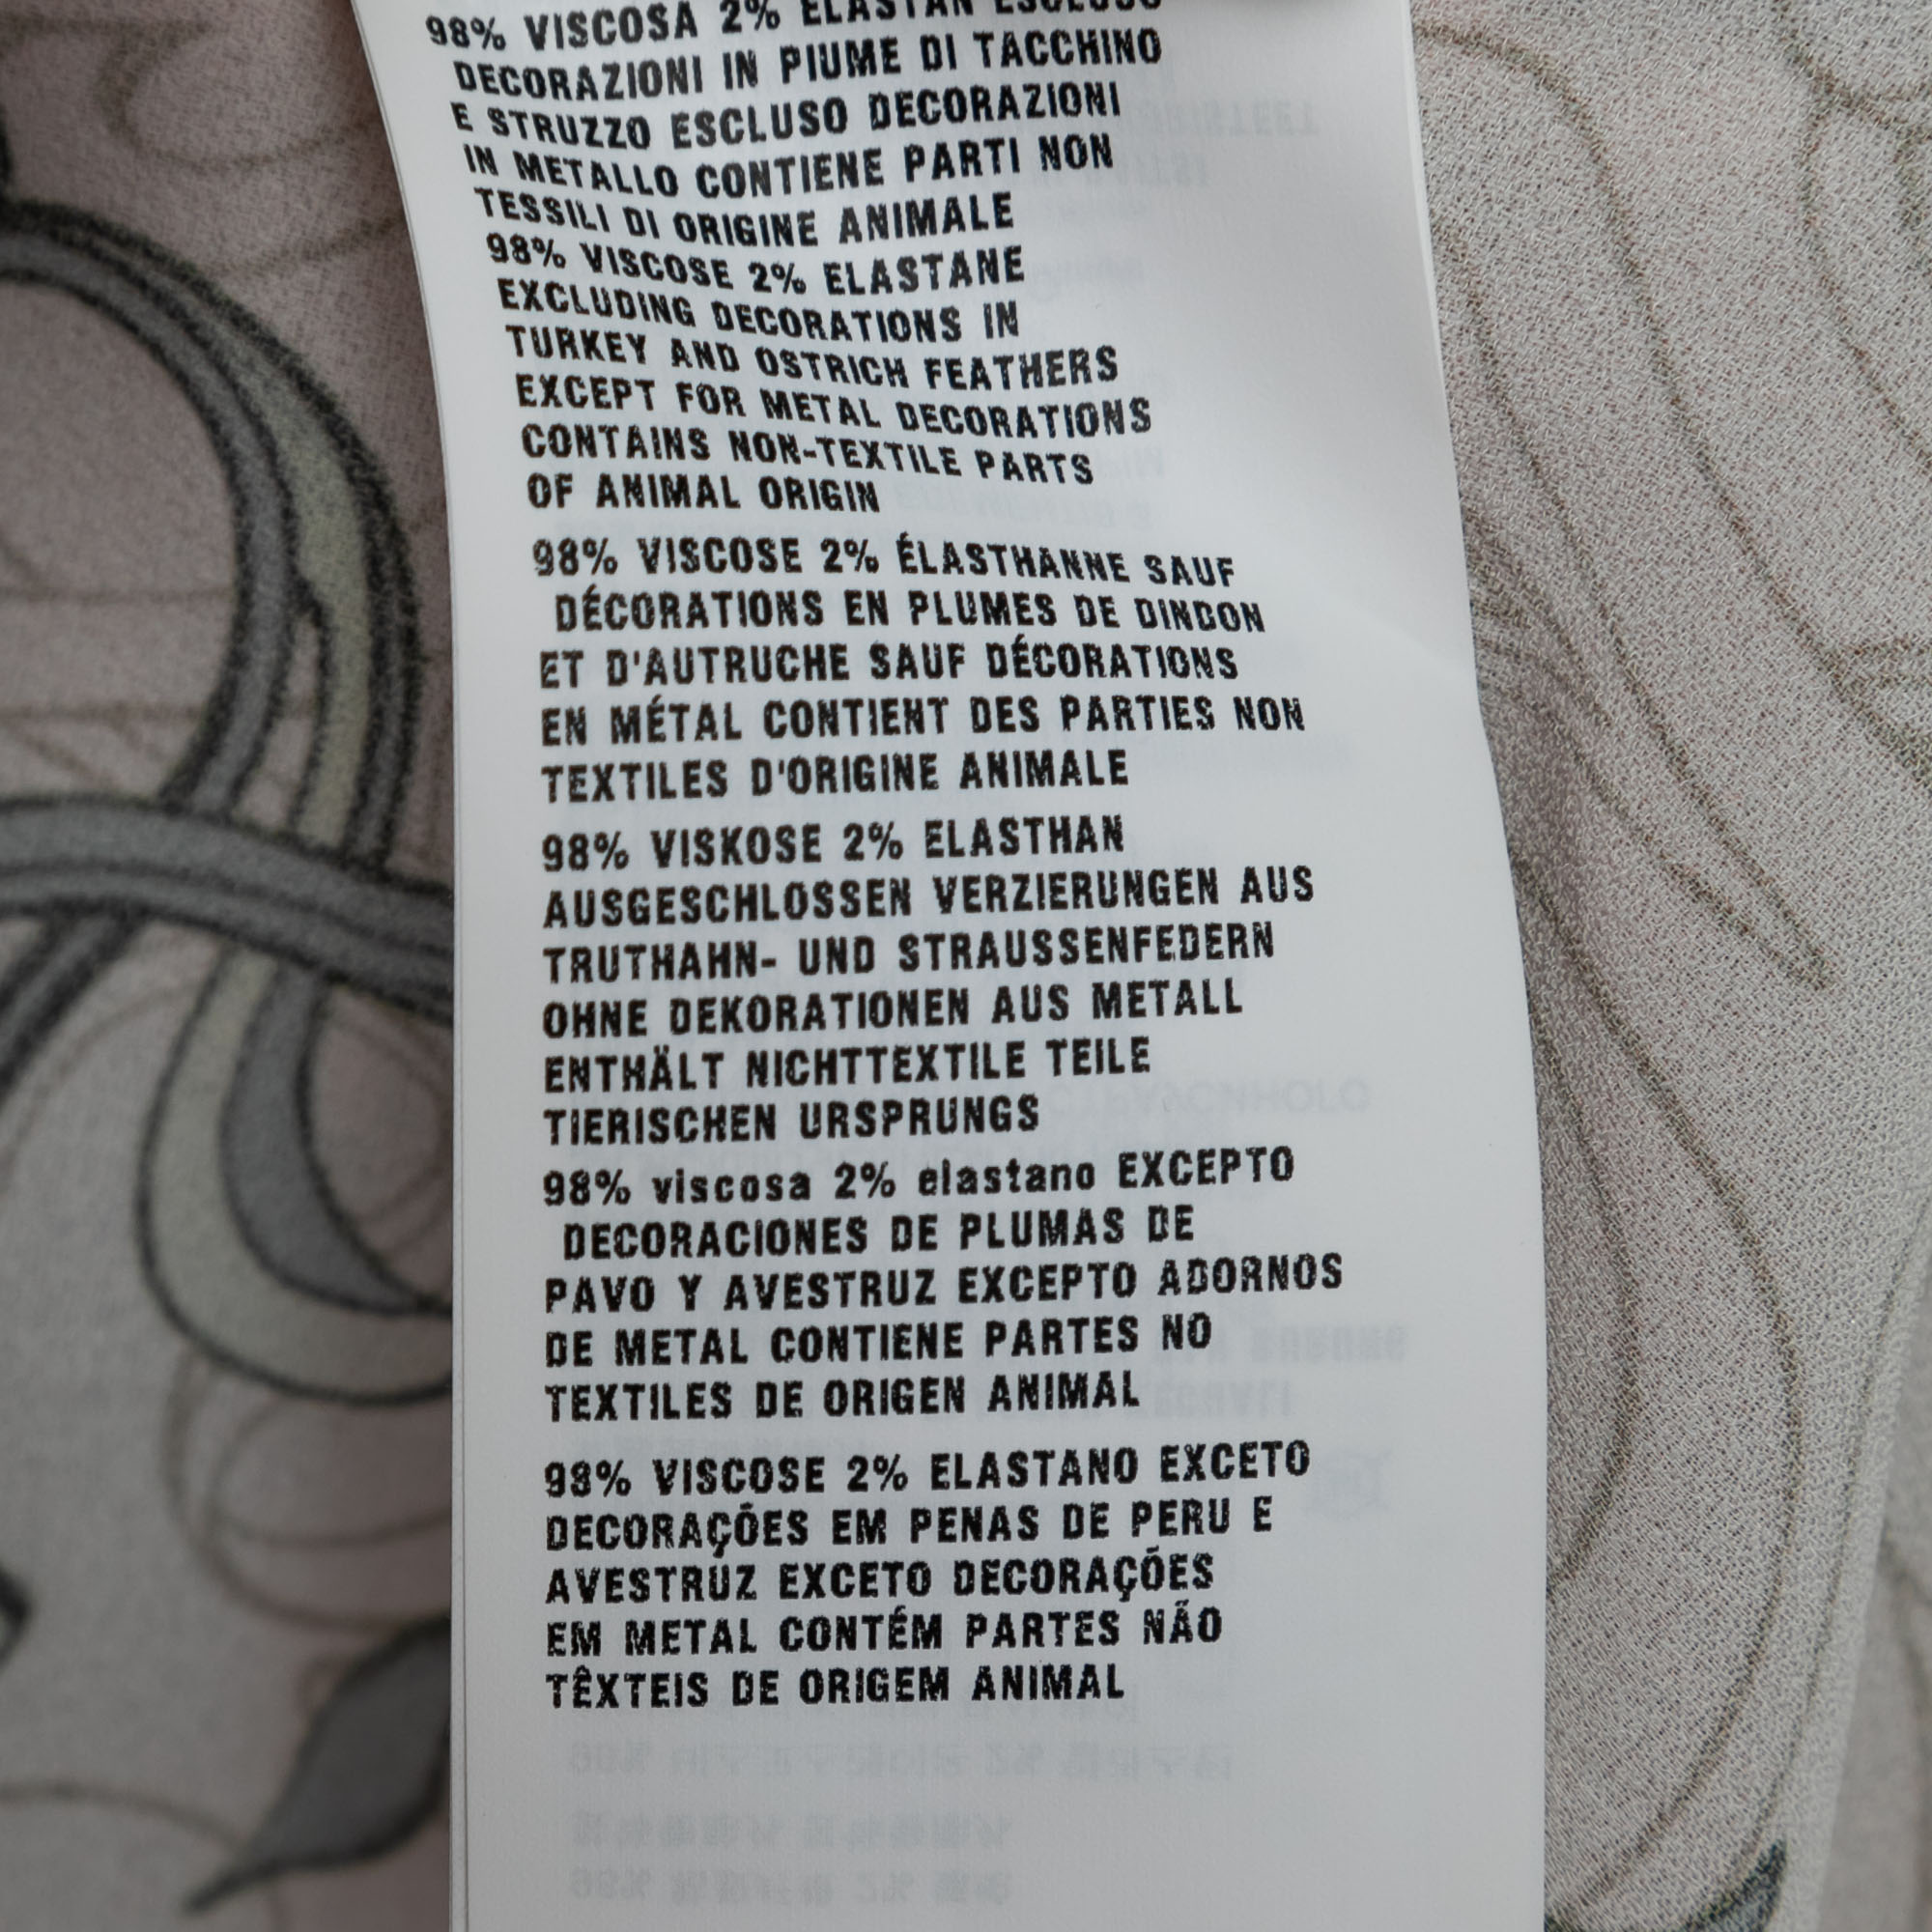 98% VISCOSA 2% ELASTAN ESCLUSO
DECORAZIONI IN PIUME DI TACCHINO
E STRUZZO ESCLUSO DECORAZIONI
IN METALLO CONTIENE PARTI NON
TESSILI DI ORIGINE ANIMALE
98% VISCOSE 2% ELASTANE
EXCLUDING DECORATIONS IN
TURKEY AND OSTRICH FEATHERS
EXCEPT FOR METAL DECORATIONS
CONTAINS NON-TEXTILE PARTS
OF ANIMAL ORIGIN
98% VISCOSE 2% ÉLASTHANNE SAUF
DÉCORATIONS EN PLUMES DE DINDON
ET D'AUTRUCHE SAUF DÉCORATIONS
EN MÉTAL CONTIENT DES PARTIES NON
TEXTILES D'ORIGINE ANIMALE
98% VISKOSE 2% ELASTHAN
AUSGESCHLOSSEN VERZIERUNGEN AUS
TRUTHAHN- UND STRAUSSENFEDERN
OHNE DEKORATIONEN AUS METALL
ENTHÄLT NICHTTEXTILE TEILE
TIERISCHEN URSPRUNGS
98% viscosa 2% elastano EXCEPTO
DECORACIONES DE PLUMAS DE
PAVO Y AVESTRUZ EXCEPTO ADORNOS
DE METAL CONTIENE PARTES NO
TEXTILES DE ORIGEN ANIMAL
98% VISCOSE 2% ELASTANO EXCETO
DECORAÇÕES EM PENAS DE PERU E
AVESTRUZ EXCETO DECORAÇÕES
EM METAL CONTÉM PARTES NÃO
TÊXTEIS DE ORIGEM ANIMAL